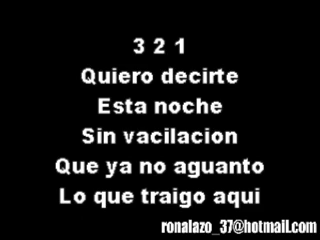 3 2 1
Quiero decirte
Esta noche
Sin vacilacion
Que ya no aguanto
Lo que traigo aqui
ronalazo_37@hotmail.com